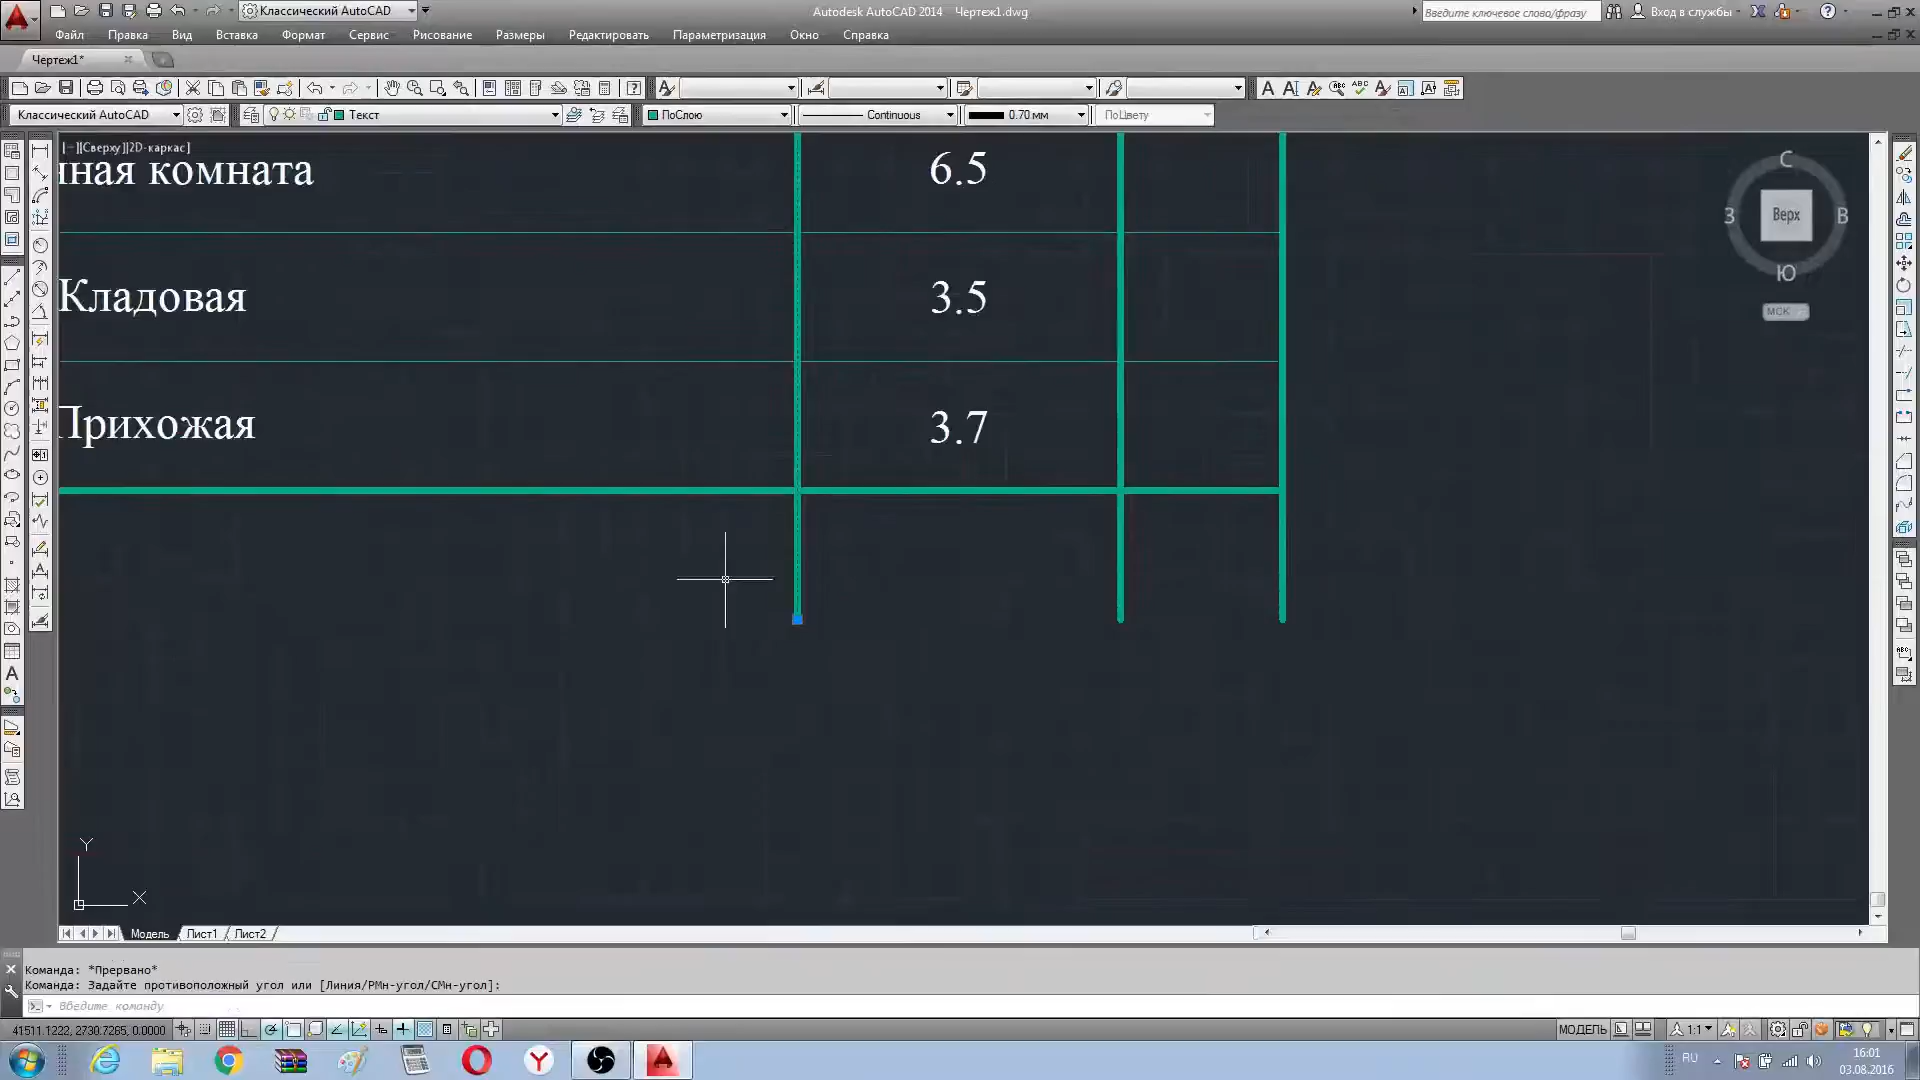 Классический AutoCAD
Autodesk AutoCAD 2014 Чертеж1.dwg
Введите ключевое слово/фразу
Вход в службы
Файл Правка Вид Вставка Формат Сервис Рисование Размеры Редактировать Параметризация Окно Справка
Чертеж1*
Классический AutoCAD
Текст
ПоСлою
Continuous
0.70 мм
ПоЦвету
[−][Сверху][2D-каркас]
нная комната 6.5
Кладовая 3.5
Прихожая 3.7
С
З Верх В
Ю
МСК
Y
X
Модель Лист1 Лист2
Команда: *Прервано*
Команда: Задайте противоположный угол или [Линия/РМн-угол/СМн-угол]:
Введите команду
41511.1222, 2730.7265, 0.0000
МОДЕЛЬ
1:1
RU
16:01
03.08.2016